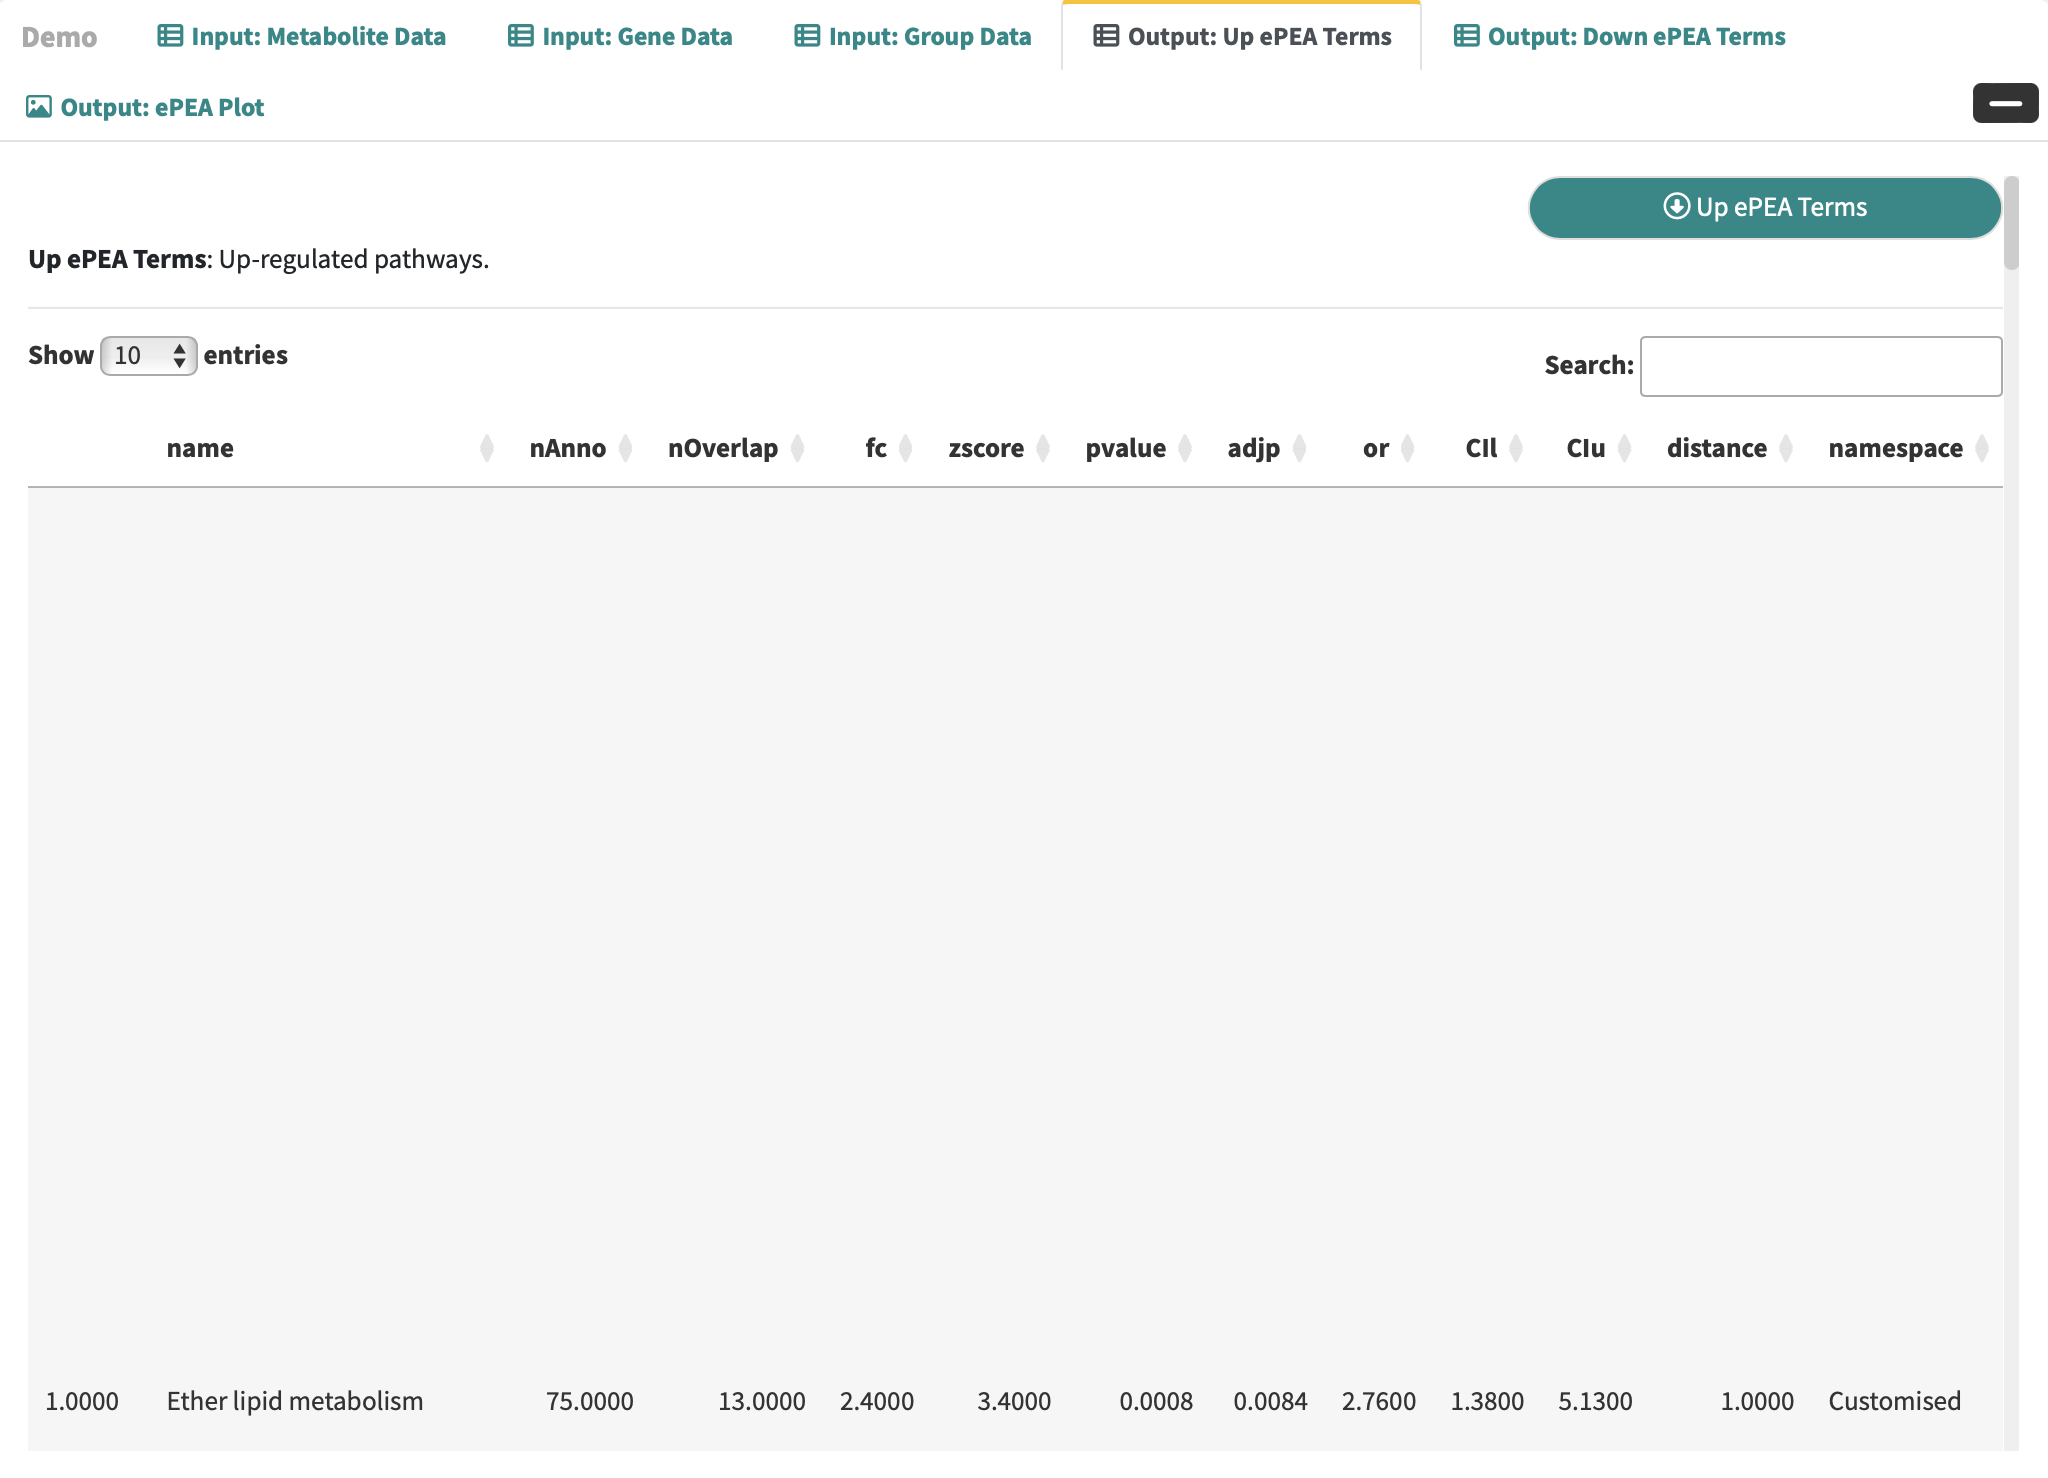 Demo Input: Metabolite Data Input: Gene Data Input: Group Data Output: Up ePEA Terms Output: Down ePEA Terms
Output: ePEA Plot
Up ePEA Terms
Up ePEA Terms: Up-regulated pathways.
Show 10 entries Search:
name nAnno nOverlap fc zscore pvalue adjp or CIl CIu distance namespace
1.0000 Ether lipid metabolism 75.0000 13.0000 2.4000 3.4000 0.0008 0.0084 2.7600 1.3800 5.1300 1.0000 Customised